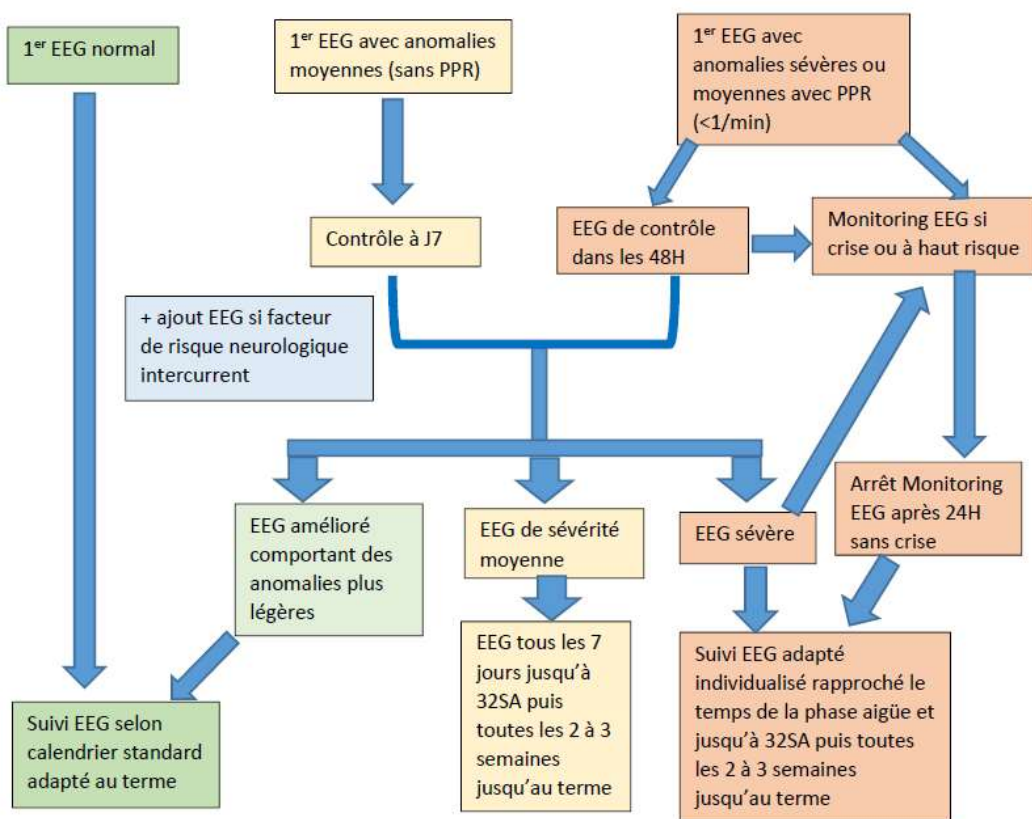 1er EEG normal
1er EEG avec anomalies
moyennes (sans PPR)
1er EEG avec
anomalies sévères ou
moyennes avec PPR
(<1/min)
Contrôle à J7
EEG de contrôle
dans les 48H
Monitoring EEG si
crise ou à haut risque
+ ajout EEG si facteur
de risque neurologique
intercurrent
EEG amélioré
comportant des
anomalies plus
légères
EEG de sévérité
moyenne
EEG sévère
Arrêt Monitoring
EEG après 24H
sans crise
Suivi EEG selon
calendrier standard
adapté au terme
EEG tous les 7
jours jusqu'à
32SA puis
toutes les 2 à 3
semaines
jusqu'au terme
Suivi EEG adapté
individualisé rapproché le
temps de la phase aigüe et
jusqu'à 32SA puis toutes
les 2 à 3 semaines
jusqu'au terme